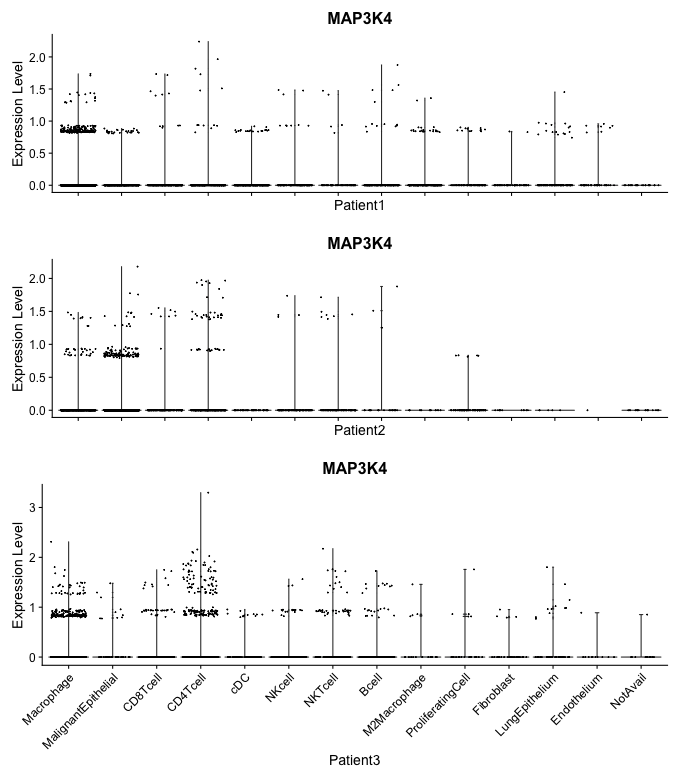 MAP3K4
Expression Level
2.0
1.5
1.0
0.5
0.0
Patient1
MAP3K4
Expression Level
2.0
1.5
1.0
0.5
0.0
Patient2
MAP3K4
Expression Level
3
2
1
0
Macrophage
MalignantEpithelial
CD8Tcell
CD4Tcell
cDC
NKcell
NKTcell
Bcell
M2Macrophage
ProliferatingCell
Fibroblast
LungEpithelium
Endothelium
NotAvail
Patient3